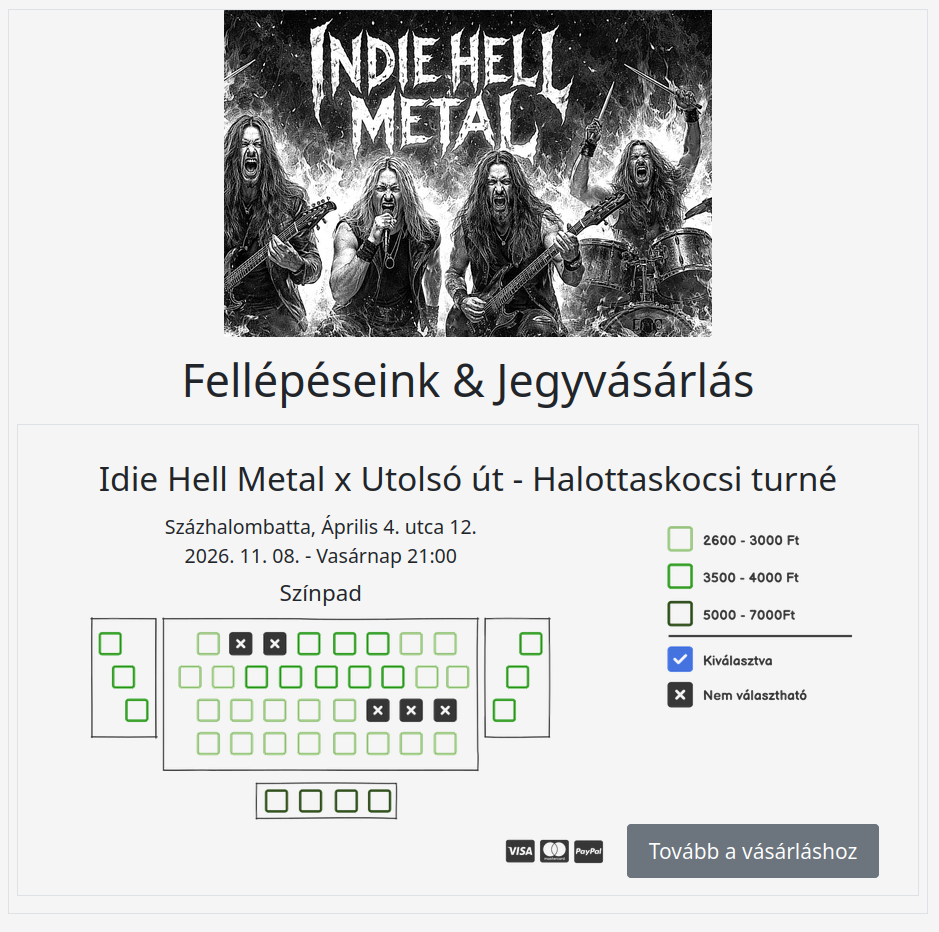 INDIE HELL
METAL
Fellépéseink & Jegyvásárlás
Idie Hell Metal x Utolsó út - Halottaskocsi turné
Százhalombatta, Április 4. utca 12.
2026. 11. 08. - Vasárnap 21:00
Színpad
2600 - 3000 Ft
3500 - 4000 Ft
5000 - 7000Ft
Kiválasztva
Nem választható
VISA mastercard PayPal
Tovább a vásárláshoz